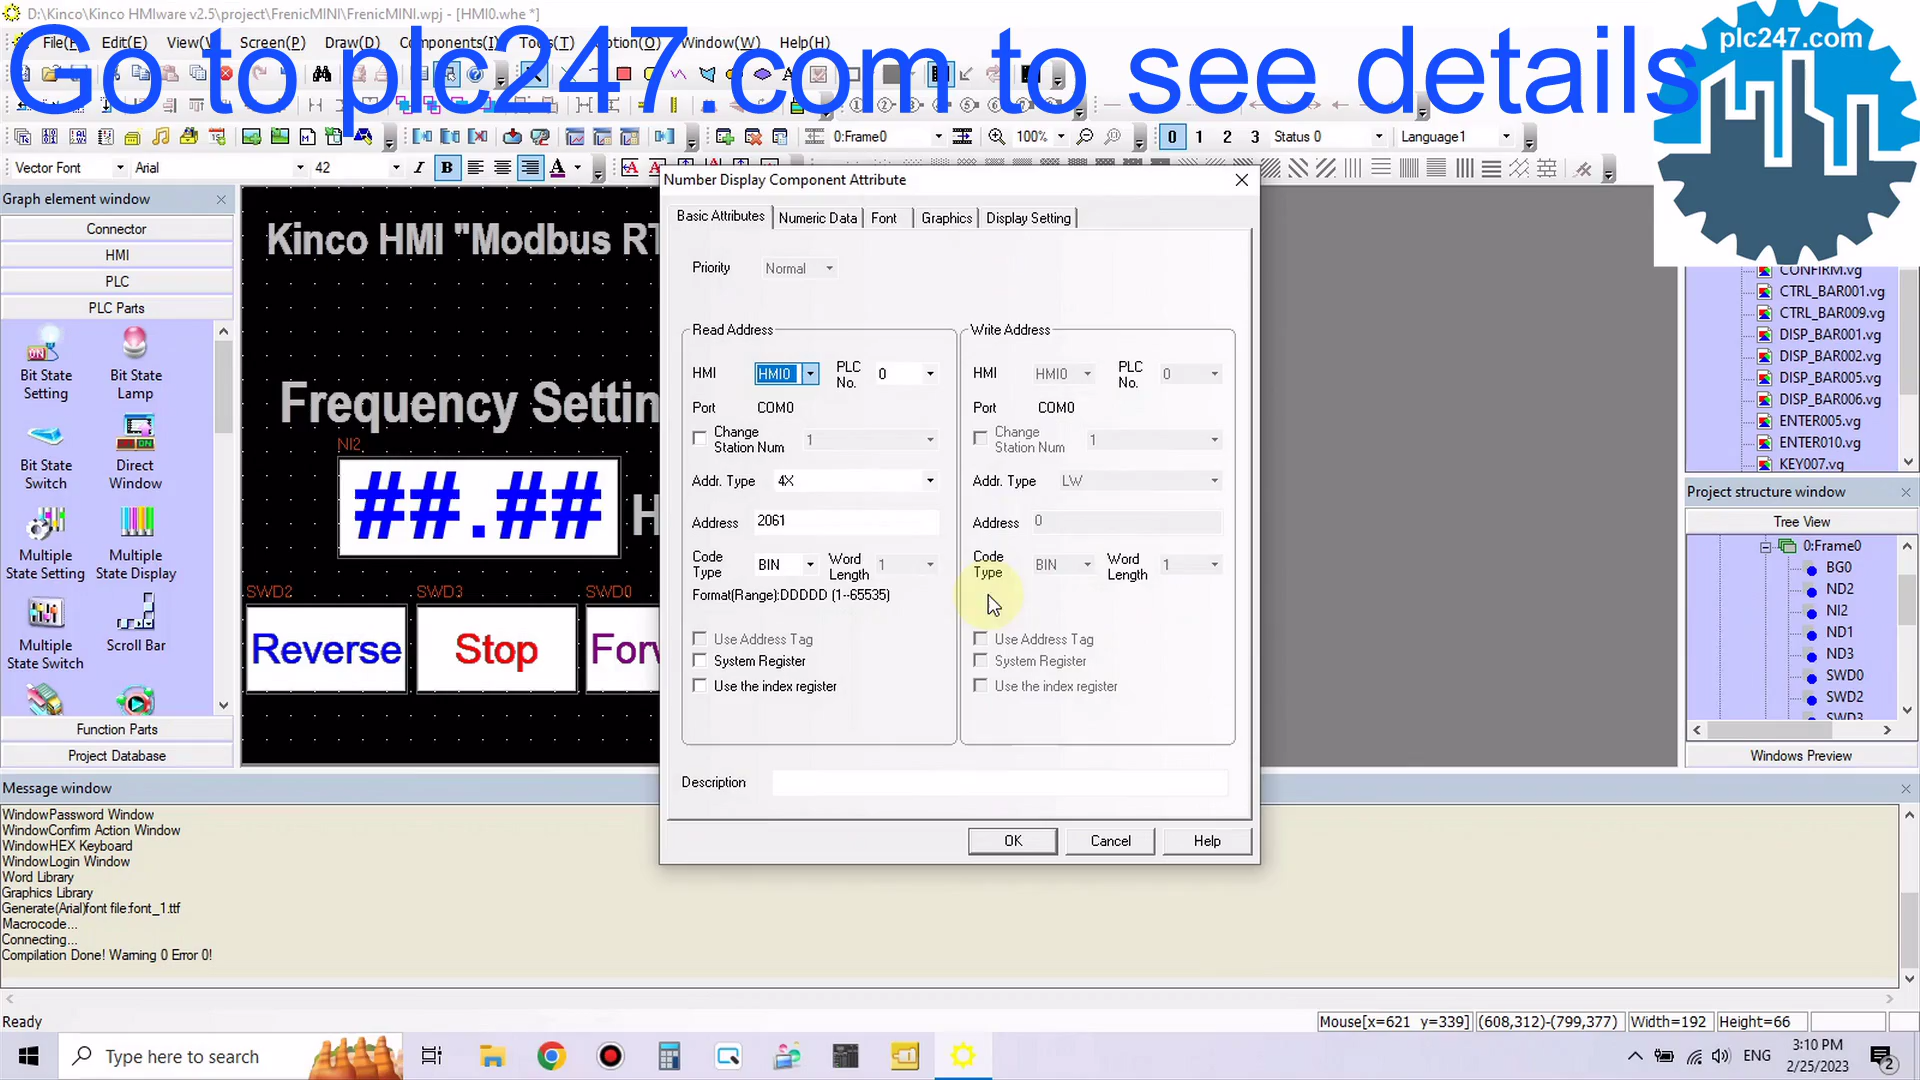 D:\Kinco\Kinco HMIware v2.5\project\FrenicMINI\FrenicMINI.wpj - [HMI0.whe *]
Go to plc247.com to see details
plc247.com
File(F) Edit(E) View(V) Screen(P) Draw(D) Components(I) Tools(T) Option(O) Window(W) Help(H)
0:Frame0 100% 0 1 2 3 Status 0 Language1
Vector Font Arial 42
Graph element window
Connector
HMI
PLC
PLC Parts
Bit State Setting
Bit State Lamp
Bit State Switch
Direct Window
Multiple State Setting
Multiple State Display
Multiple State Switch
Scroll Bar
Function Parts
Project Database
Kinco HMI "Modbus RT
Frequency Settin
NI2
##.## H
SWD2 SWD3 SWD0
Reverse Stop Forw
Number Display Component Attribute
Basic Attributes Numeric Data Font Graphics Display Setting
Priority Normal
Read Address
HMI HMI0 PLC No. 0
Port COM0
Change Station Num 1
Addr. Type 4X
Address 2061
Code Type BIN Word Length 1
Format(Range):DDDDD (1--65535)
Use Address Tag
System Register
Use the index register
Write Address
HMI HMI0 PLC No. 0
Port COM0
Change Station Num 1
Addr. Type LW
Address 0
Code Type BIN Word Length 1
Use Address Tag
System Register
Use the index register
Description
OK Cancel Help
CONFIRM.vg
CTRL_BAR001.vg
CTRL_BAR009.vg
DISP_BAR001.vg
DISP_BAR002.vg
DISP_BAR005.vg
DISP_BAR006.vg
ENTER005.vg
ENTER010.vg
KEY007.vg
Project structure window
Tree View
0:Frame0
BG0
ND2
NI2
ND1
ND3
SWD0
SWD2
SWD3
Windows Preview
Message window
WindowPassword Window
WindowConfirm Action Window
WindowHEX Keyboard
WindowLogin Window
Word Library
Graphics Library
Generate(Arial)font file:font_1.ttf
Macrocode...
Connecting...
Compilation Done! Warning 0 Error 0!
Ready
Mouse[x=621 y=339] (608,312)-(799,377) Width=192 Height=66
Type here to search
ENG
3:10 PM
2/25/2023
2